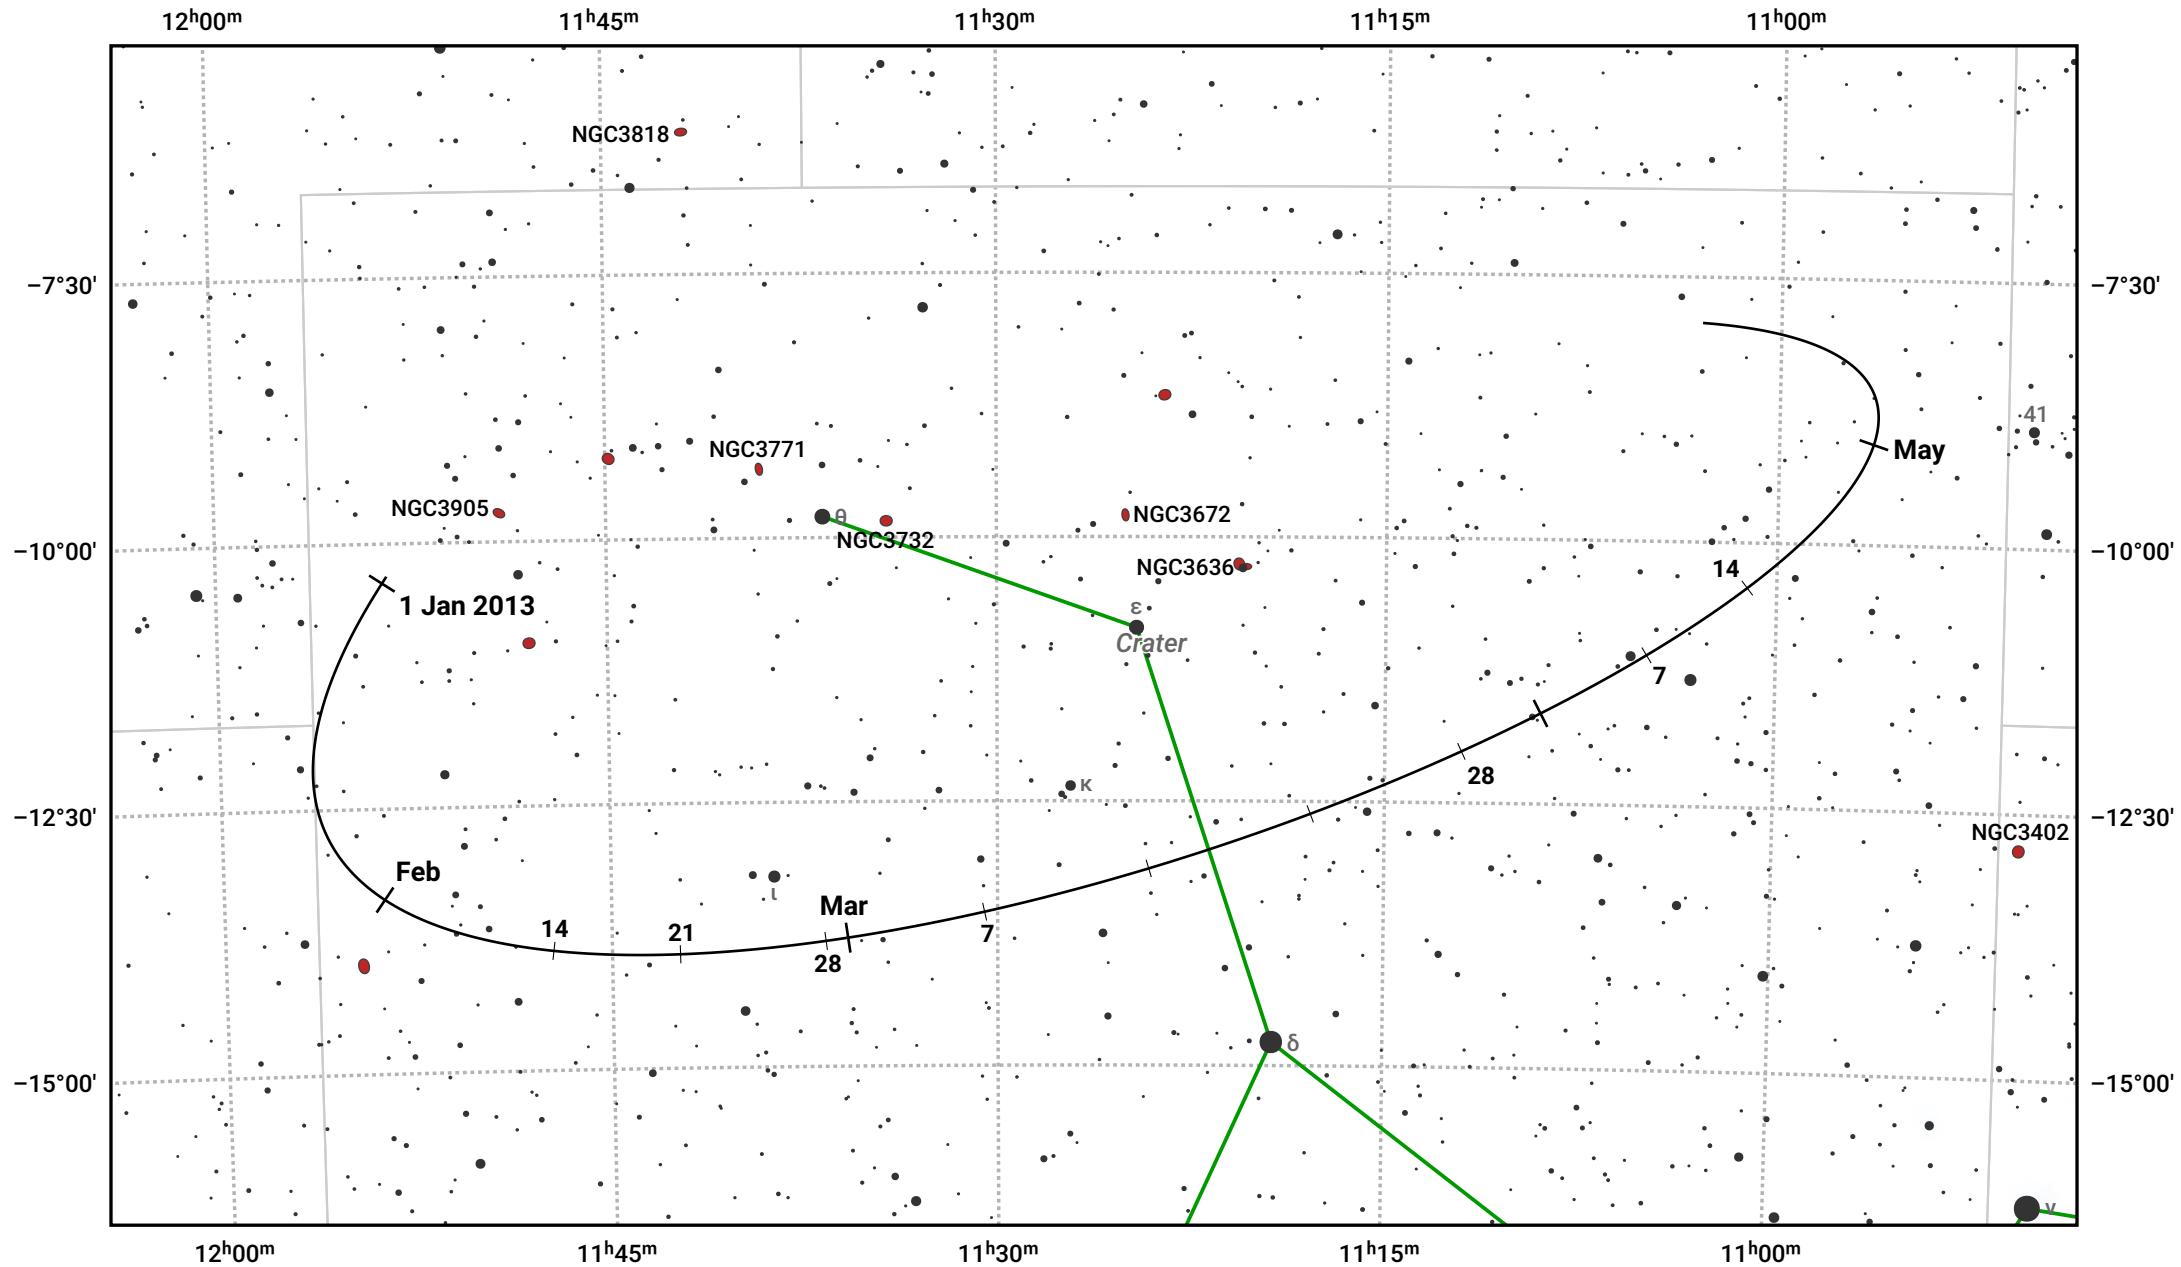 12ʰ00ᵐ 11ʰ45ᵐ 11ʰ30ᵐ 11ʰ15ᵐ 11ʰ00ᵐ
NGC3818
−7°30' −7°30'
41
NGC3771 May
NGC3905 θ NGC3672
NGC3732
−10°00' −10°00'
NGC3636 14
1 Jan 2013 ε
Crater
7
28
κ
−12°30' −12°30'
NGC3402
Feb
ι
Mar
14 21 7
28
δ
−15°00' −15°00'
ν
12ʰ00ᵐ 11ʰ45ᵐ 11ʰ30ᵐ 11ʰ15ᵐ 11ʰ00ᵐ